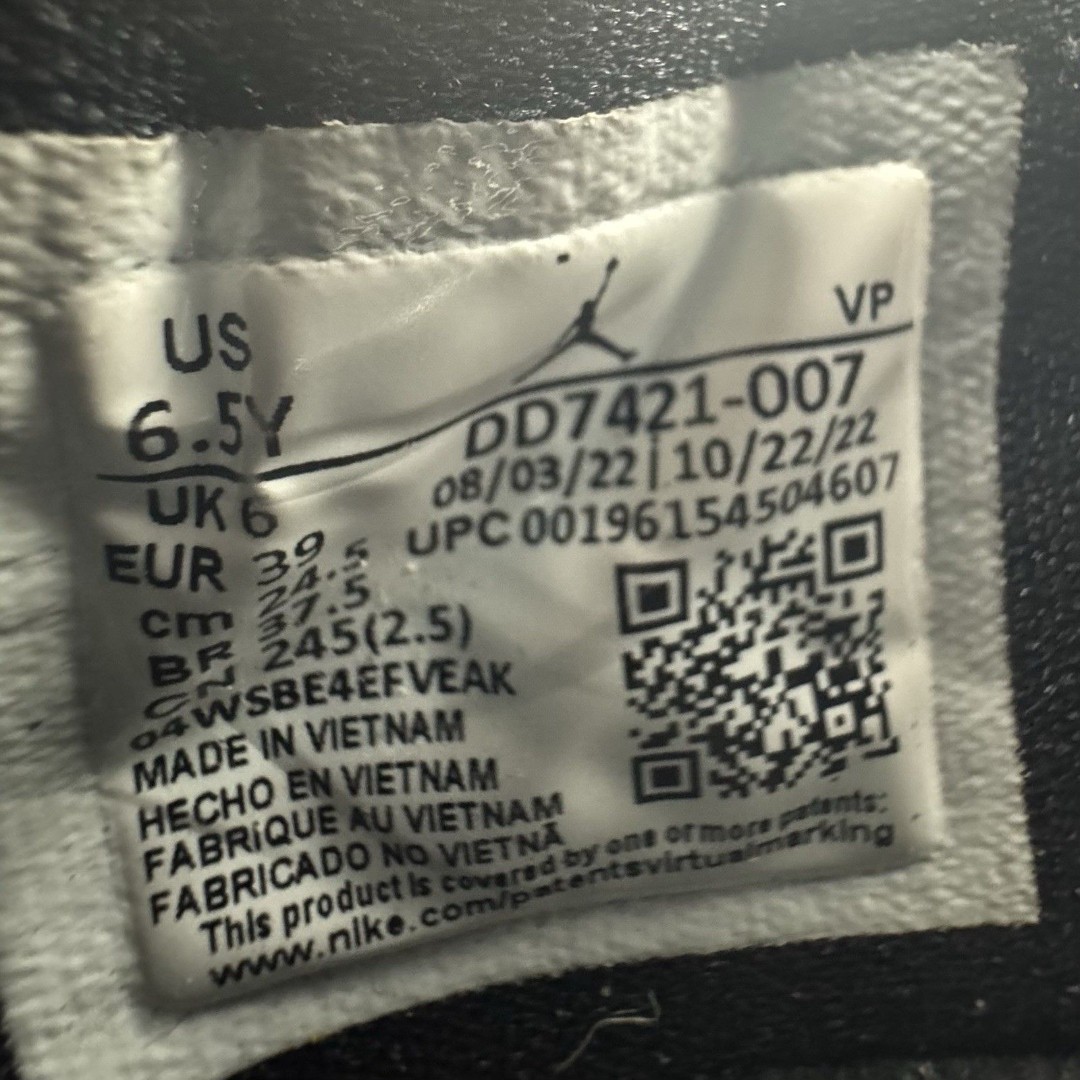 VP
US
6.5Y
DD7421-007
08/03/22 | 10/22/22
UPC 00196154504607
UK 6
EUR 39.5
cm 24.5
BR 37.5
CN 245(2.5)
04WSBE4EFVEAK
MADE IN VIETNAM
HECHO EN VIETNAM
FABRIQUE AU VIETNAM
FABRICADO NO VIETNÃ
This product is covered by one or more patents:
www.nike.com/patentsvirtualmarking